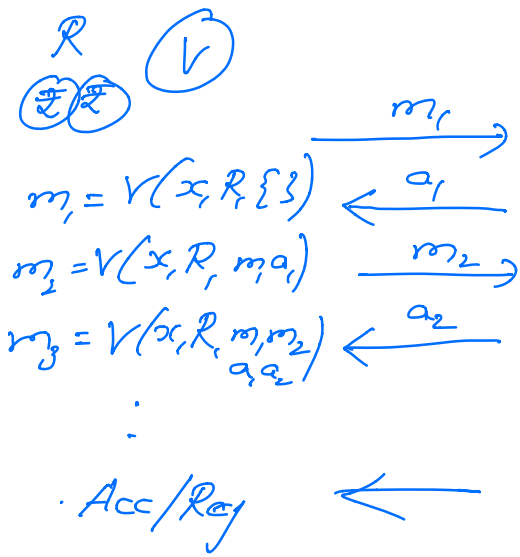 R V
m₁
m₁ = V(x, R, {}) a₁
m₂ = V(x, R, m₁a₁) m₂
m₃ = V(x, R, m₁m₂ a₂
a₁a₂)
:
. Acc/Rej